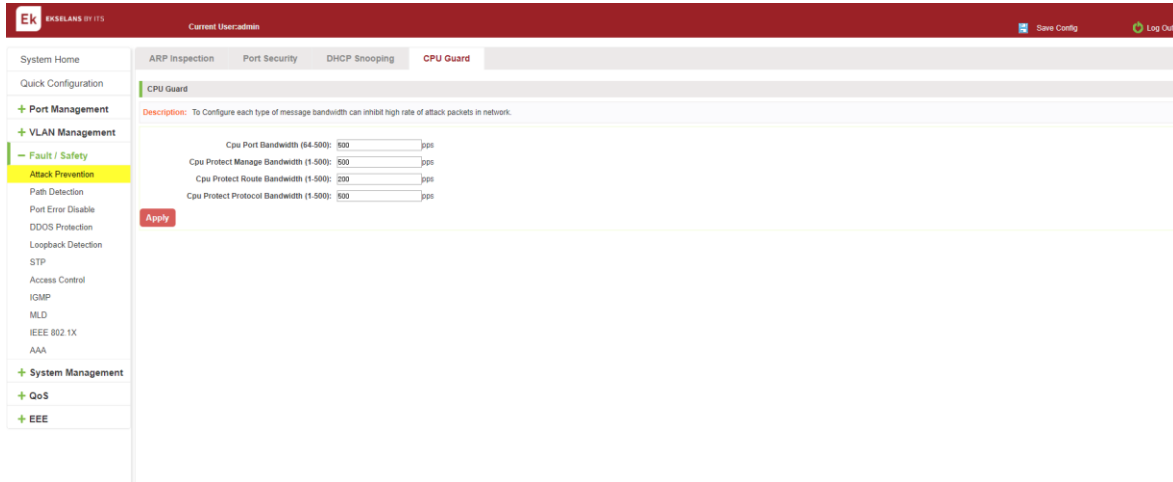 Ek EKSELANS BY ITS
Current User:admin
Save Config
Log Out
System Home
Quick Configuration
+ Port Management
+ VLAN Management
− Fault / Safety
Attack Prevention
Path Detection
Port Error Disable
DDOS Protection
Loopback Detection
STP
Access Control
IGMP
MLD
IEEE 802.1X
AAA
+ System Management
+ QoS
+ EEE
ARP Inspection
Port Security
DHCP Snooping
CPU Guard
CPU Guard
Description: To Configure each type of message bandwidth can inhibit high rate of attack packets in network.
Cpu Port Bandwidth (64-500): 500 pps
Cpu Protect Manage Bandwidth (1-500): 500 pps
Cpu Protect Route Bandwidth (1-500): 200 pps
Cpu Protect Protocol Bandwidth (1-500): 500 pps
Apply